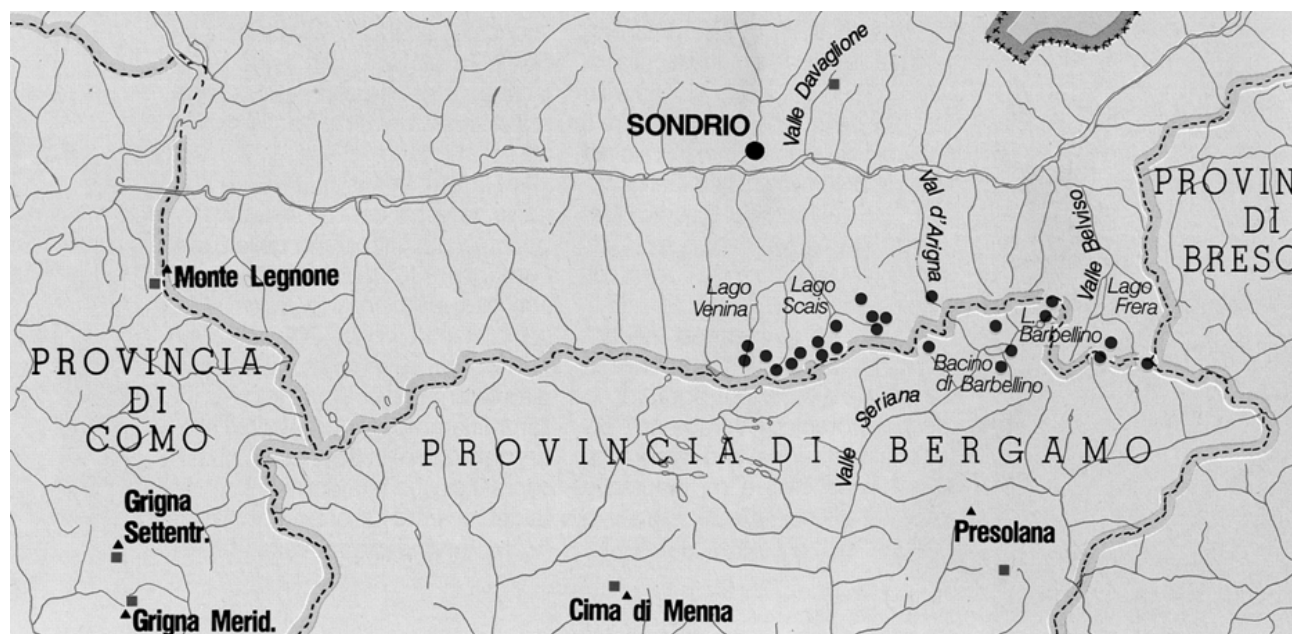 Valle Davaglione
SONDRIO
Val d'Arigna
Valle Belviso
PROVIN
DI
BRESC
Monte Legnone
Lago
Venina
Lago
Scais
Lago
Frera
L.
Barbellino
PROVINCIA
DI
COMO
Bacino
di Barbellino
Valle Seriana
PROVINCIA DI BERGAMO
Grigna
Settentr.
Presolana
Grigna Merid.
Cima di Menna